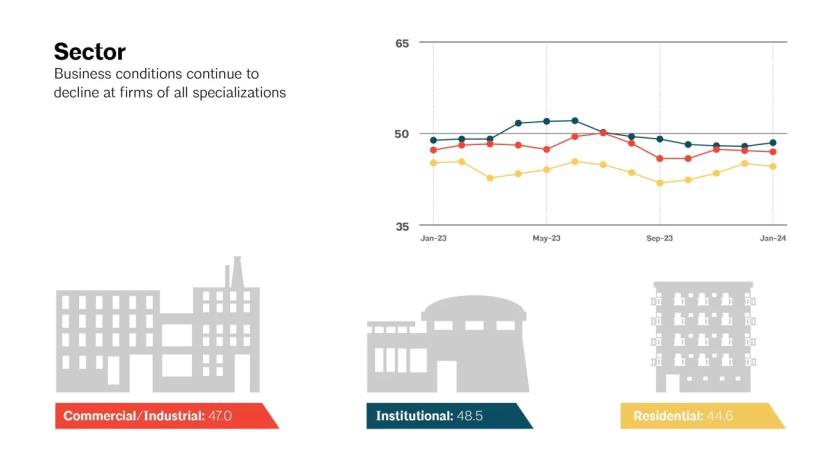 Sector
Business conditions continue to
decline at firms of all specializations
65
50
35
Jan-23
May-23
Sep-23
Jan-24
Commercial/Industrial: 47.0
Institutional: 48.5
Residential: 44.6